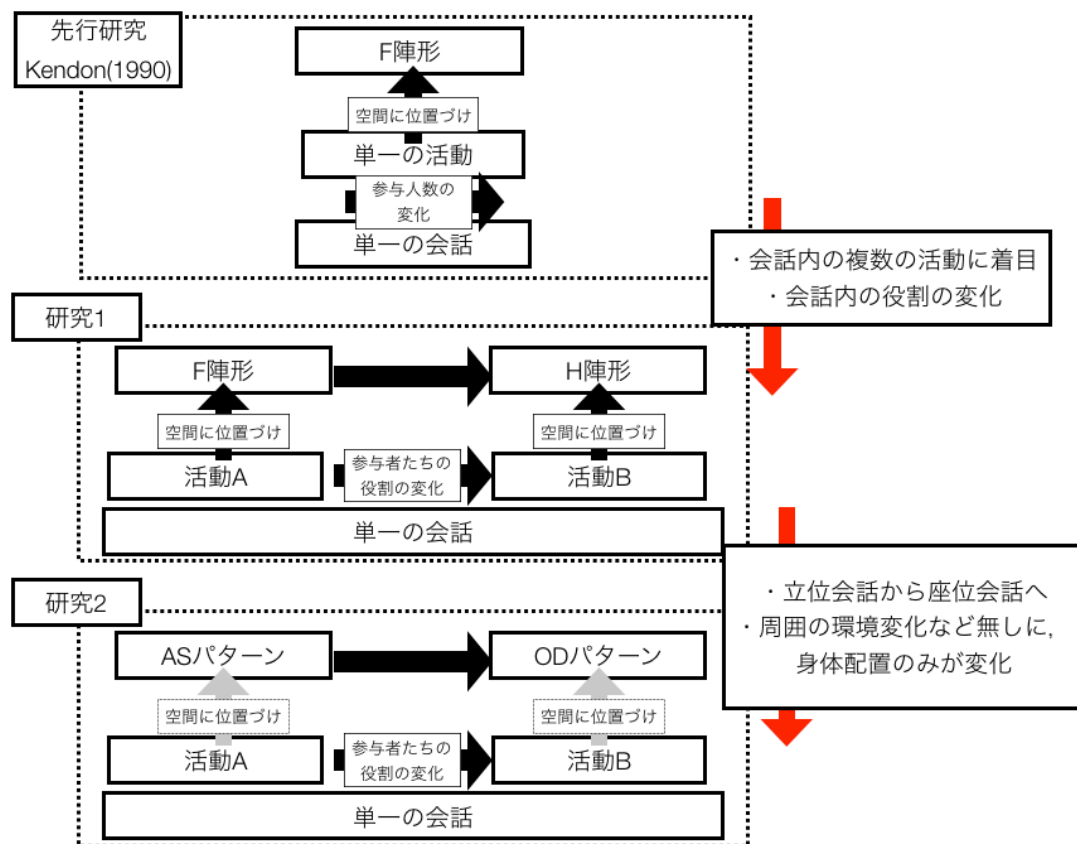 先行研究
Kendon(1990)
F陣形
空間に位置づけ
単一の活動
参与人数の
変化
単一の会話
・会話内の複数の活動に着目
・会話内の役割の変化
研究1
F陣形
H陣形
空間に位置づけ
空間に位置づけ
活動A
参与者たちの
役割の変化
活動B
単一の会話
・立位会話から座位会話へ
・周囲の環境変化など無しに,
身体配置のみが変化
研究2
ASパターン
ODパターン
空間に位置づけ
空間に位置づけ
活動A
参与者たちの
役割の変化
活動B
単一の会話